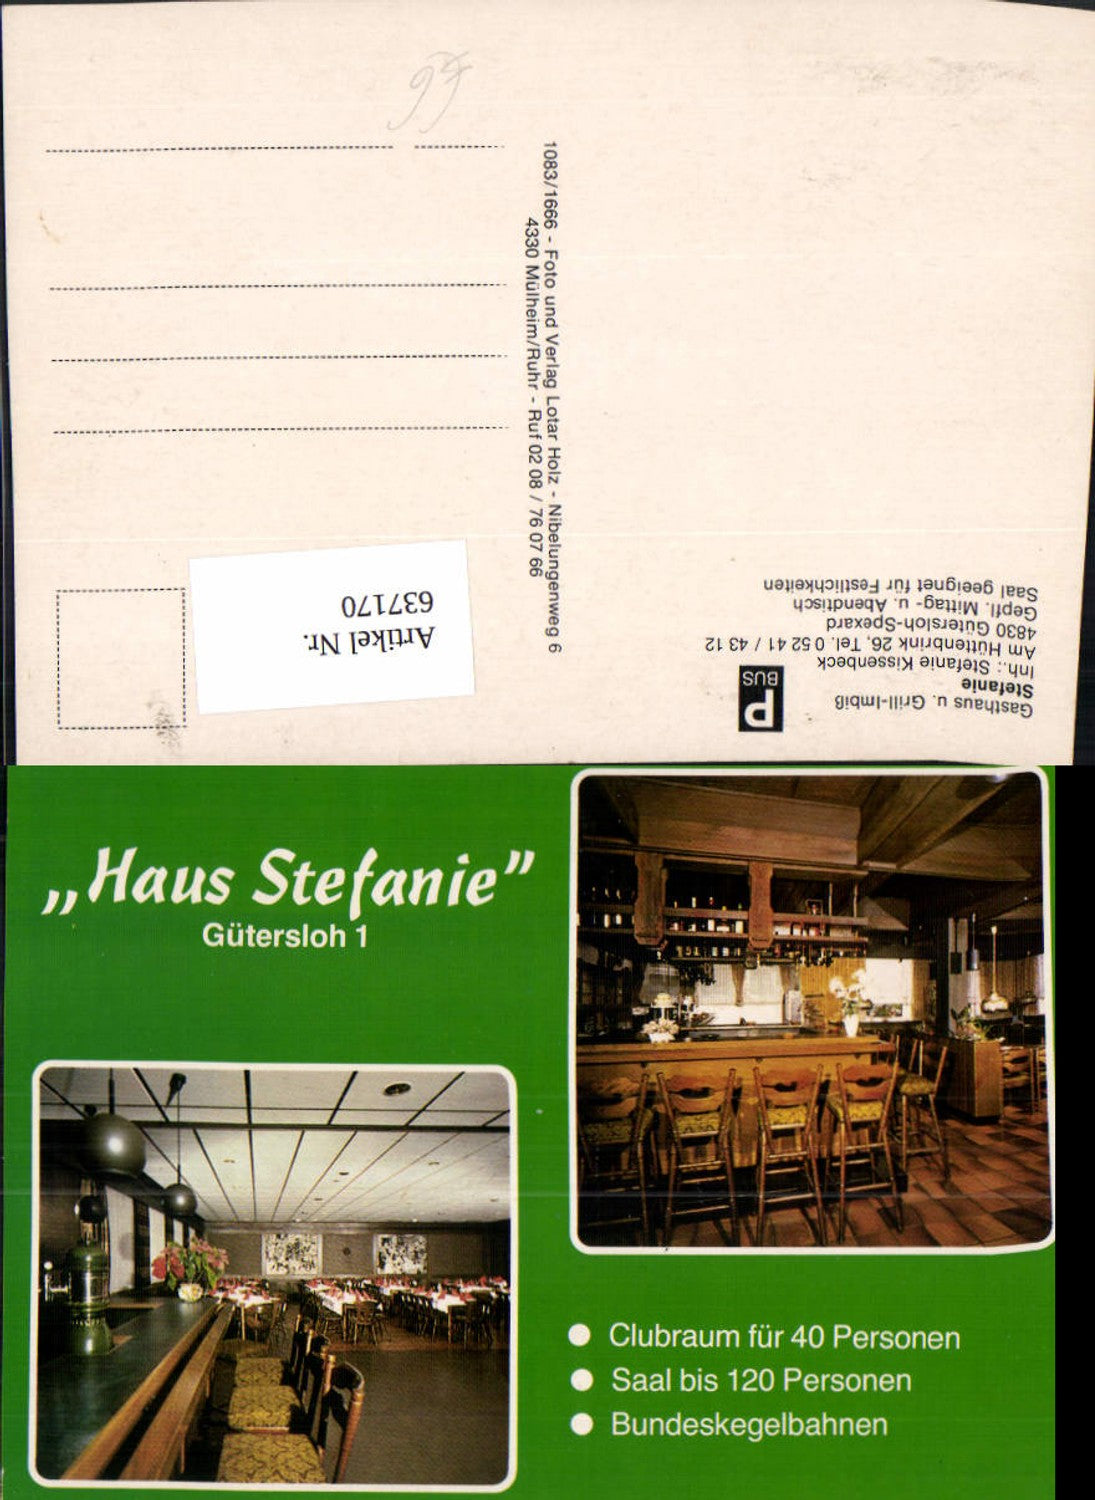 Gasthaus u. Grill-Imbiß
Stefanie
Inh.: Stefanie Kissenbeck
Am Hüttenbrink 26, Tel. 0 52 41 / 43 12
4830 Gütersloh-Spexard
Gepfl. Mittag- u. Abendtisch
Saal geeignet für Festlichkeiten
P
BUS
1083/1666 - Foto und Verlag Lotar Holz - Nibelungenweg 6
4330 Mülheim/Ruhr - Ruf 02 08 / 76 07 66
Artikel Nr.
637170
„Haus Stefanie”
Gütersloh 1
● Clubraum für 40 Personen
● Saal bis 120 Personen
● Bundeskegelbahnen